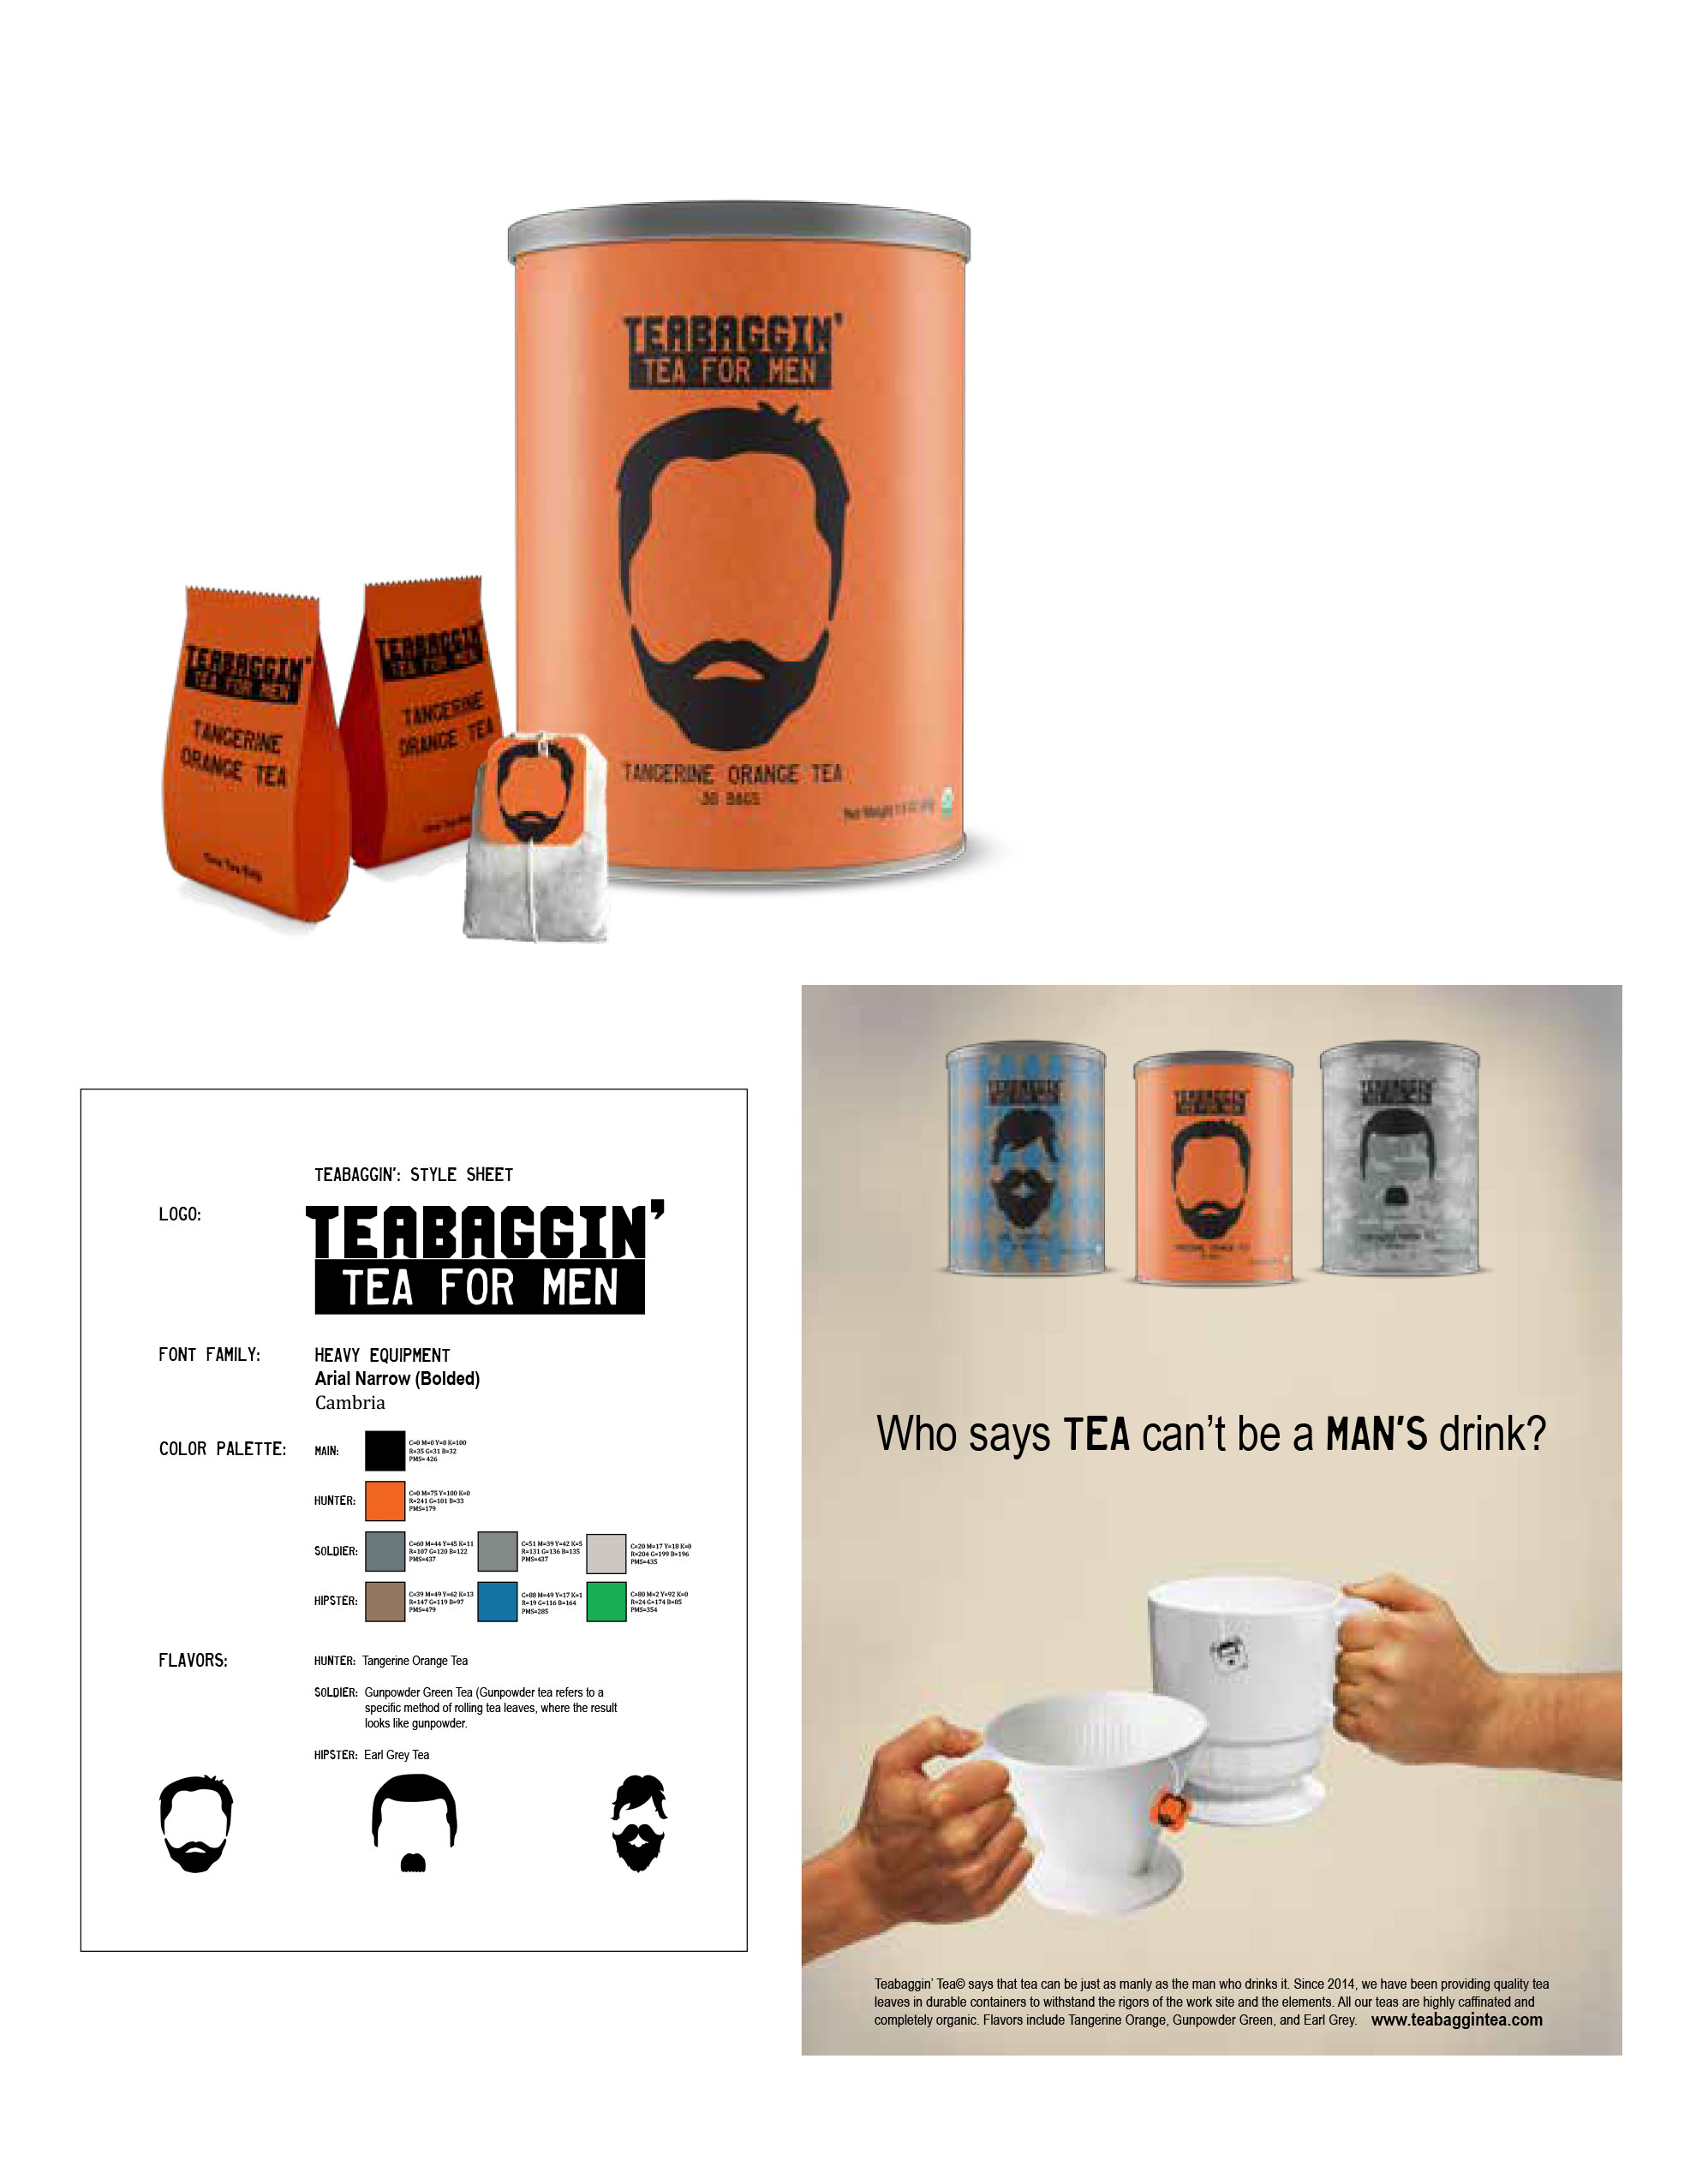 TEABAGGIN'
TEA FOR MEN
TANGERINE ORANGE TEA
30 BAGS
Net Weight
TEABAGGIN'
TEA FOR MEN
TANGERINE
ORANGE TEA
One Tea Bag
TEABAGGIN'
TEA FOR MEN
TANGERINE
ORANGE TEA
One Tea Bag
TEABAGGIN': STYLE SHEET
LOGO:
TEABAGGIN'
TEA FOR MEN
FONT FAMILY:
HEAVY EQUIPMENT
Arial Narrow (Bolded)
Cambria
COLOR PALETTE:
MAIN:
C=0 M=0 Y=0 K=100
R=35 G=31 B=32
PMS= 426
HUNTER:
C=0 M=75 Y=100 K=0
R=241 G=101 B=33
PMS=179
SOLDIER:
C=60 M=44 Y=45 K=11
R=107 G=120 B=122
PMS=437
C=51 M=39 Y=42 K=5
R=131 G=136 B=135
PMS=437
C=20 M=17 Y=18 K=0
R=204 G=199 B=196
PMS=435
HIPSTER:
C=39 M=49 Y=62 K=13
R=147 G=119 B=97
PMS=479
C=88 M=49 Y=17 K=1
R=19 G=116 B=164
PMS=285
C=80 M=2 Y=92 K=0
R=24 G=174 B=85
PMS=354
FLAVORS:
HUNTER: Tangerine Orange Tea
SOLDIER: Gunpowder Green Tea (Gunpowder tea refers to a
specific method of rolling tea leaves, where the result
looks like gunpowder.
HIPSTER: Earl Grey Tea
TEABAGGIN'
TEABAGGIN'
TEABAGGIN'
Who says TEA can't be a MAN'S drink?
Teabaggin' Tea© says that tea can be just as manly as the man who drinks it. Since 2014, we have been providing quality tea
leaves in durable containers to withstand the rigors of the work site and the elements. All our teas are highly caffinated and
completely organic. Flavors include Tangerine Orange, Gunpowder Green, and Earl Grey. www.teabaggintea.com